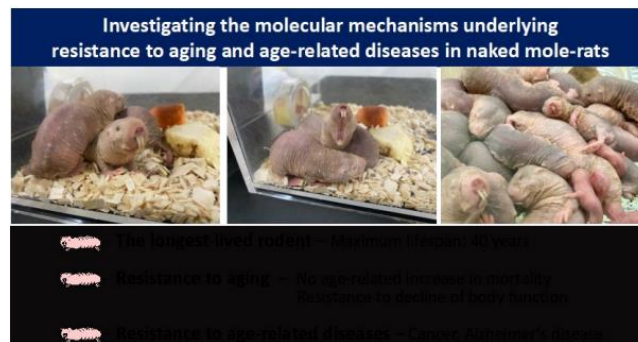 Investigating the molecular mechanisms underlying
resistance to aging and age-related diseases in naked mole-rats
The longest-lived rodent – Maximum lifespan: 40 years
Resistance to aging – No age-related increase in mortality
Resistance to decline of body function
Resistance to age-related diseases – Cancer, Alzheimer's disease